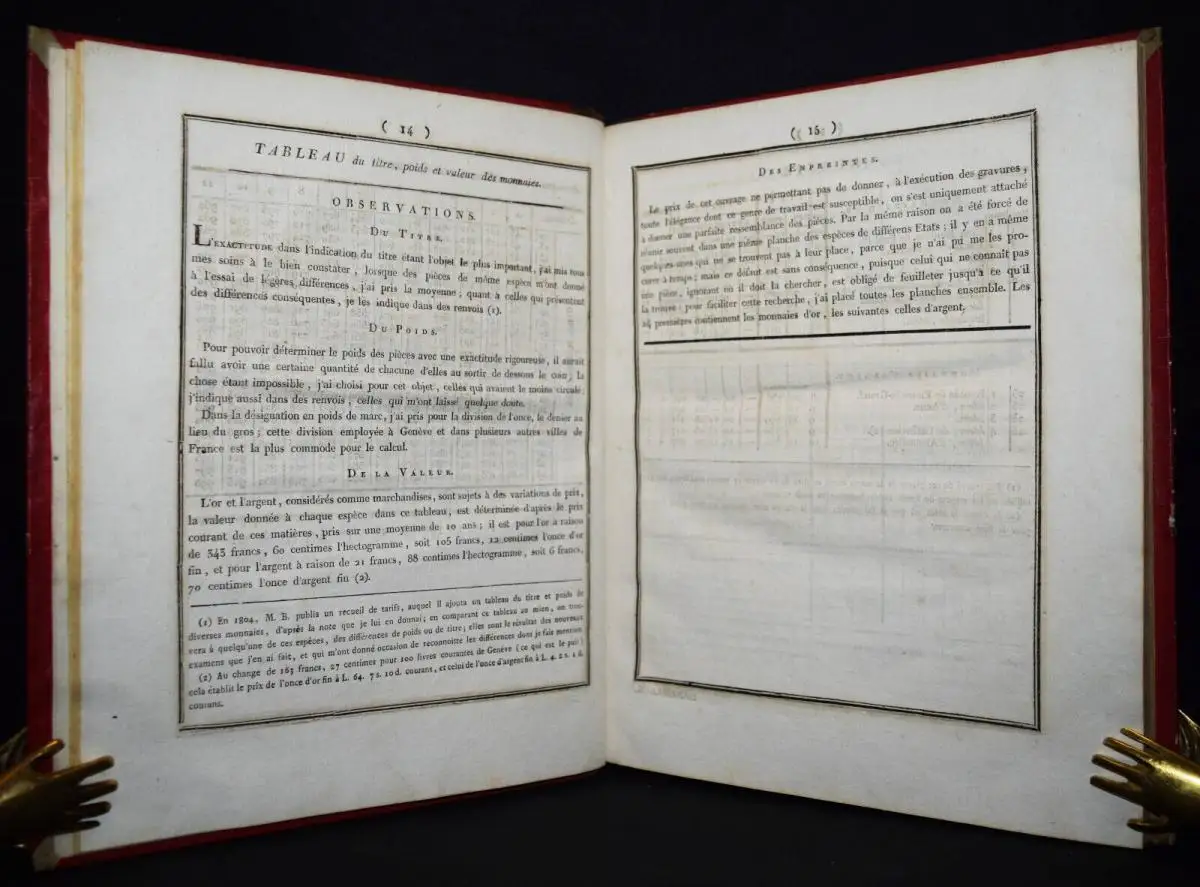 ( 14 )
TABLEAU du titre, poids et valeur des monnaies.
OBSERVATIONS.
DU TITRE.
L'EXACTITUDE dans l'indication du titre étant l'objet le plus important, j'ai mis tous
mes soins à le bien constater, lorsque des pièces de même espèce m'ont donné
à l'essai de légères différences, j'ai pris la moyenne; quant à celles qui présentent
des différences conséquentes, je les indique dans des renvois (1).
DU POIDS.
Pour pouvoir déterminer le poids des pièces avec une exactitude rigoureuse, il aurait
fallu avoir une certaine quantité de chacune d'elles au sortir de dessous le coin; la
chose étant impossible, j'ai choisi pour cet objet, celles qui avaient le moins circulé;
j'indique aussi dans des renvois, celles qui m'ont laissé quelque doute.
Dans la désignation en poids de marc, j'ai pris pour la division de l'once, le denier au
lieu du gros; cette division employée à Genève et dans plusieurs autres villes de
France est la plus commode pour le calcul.
DE LA VALEUR.
L'or et l'argent, considérés comme marchandises, sont sujets à des variations de prix,
la valeur donnée à chaque espèce dans ce tableau, est déterminée d'après le prix
courant de ces matières, pris sur une moyenne de 10 ans; il est pour l'or à raison
de 343 francs, 60 centimes l'hectogramme, soit 105 francs, 12 centimes l'once d'or
fin, et pour l'argent à raison de 21 francs, 88 centimes l'hectogramme, soit 6 francs,
70 centimes l'once d'argent fin (2).
(1) En 1804. M. B. publia un recueil de tarifs, auquel il ajouta un tableau du titre et poids de
diverses monnaies, d'après la note que je lui en donnai; en comparant ce tableau au mien, on trou-
vera à quelqu'une de ces espèces, des différences de poids ou de titre; elles sont le résultat des nouveaux
examens que j'en ai fait, et qui m'ont donné occasion de reconnoître les différences dont je fais mention.
(2) Au change de 163 francs, 27 centimes pour 100 livres courantes de Genève (ce qui est le pair)
cela établit le prix de l'once d'or fin à L. 64. 7 s. 10 d. courant, et celui de l'once d'argent fin à L. 4. 2 s. 1 d.
courans.
( 15 )
DES EMPREINTES.
Le prix de cet ouvrage ne permettant pas de donner, à l'exécution des gravures,
toute l'élégance dont ce genre de travail est susceptible, on s'est uniquement attaché
à donner une parfaite ressemblance des pièces. Par la même raison on a été forcé de
réunir souvent dans une même planche des espèces de différens Etats; il y en a même
quelques-unes qui ne se trouvent pas à leur place, parce que je n'ai pu me les pro-
curer à temps; mais ce défaut est sans conséquence, puisque celui qui ne connaît pas
une pièce, ignorant où il doit la chercher, est obligé de feuilleter jusqu'à ce qu'il
la trouve: pour faciliter cette recherche, j'ai placé toutes les planches ensemble. Les
24 premières contiennent les monnaies d'or, les suivantes celles d'argent.